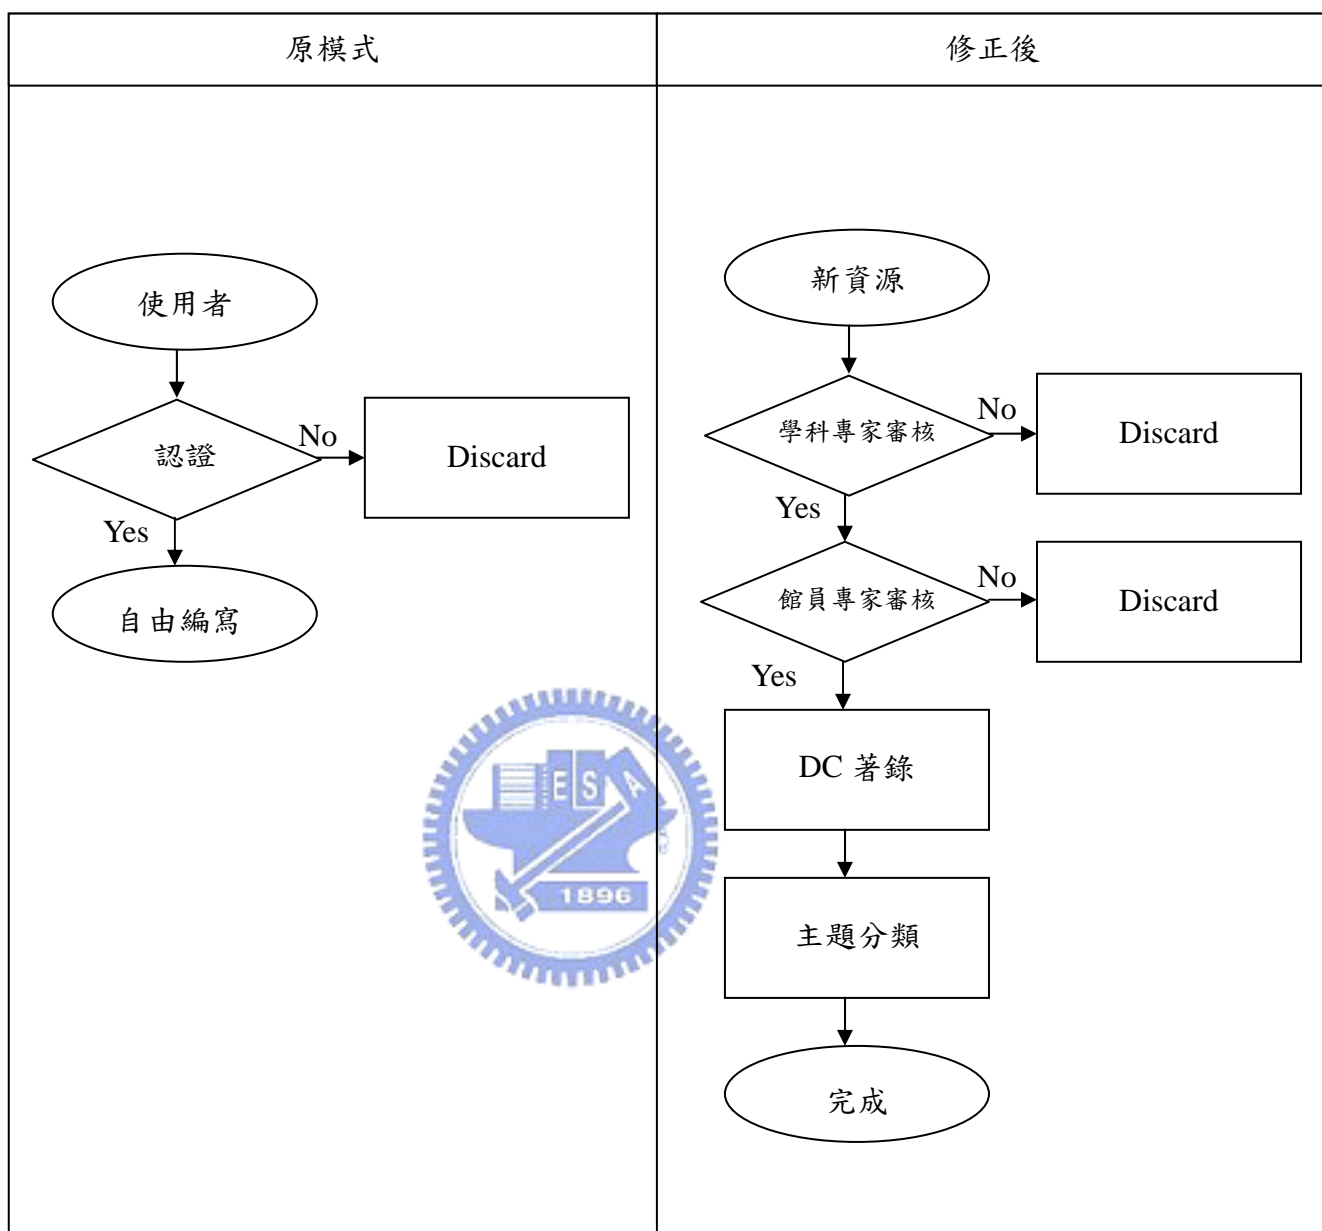 原模式
修正後
使用者
認證
No
Discard
Yes
自由編寫
新資源
學科專家審核
No
Discard
Yes
館員專家審核
No
Discard
Yes
DC 著錄
主題分類
完成
E S A
1896